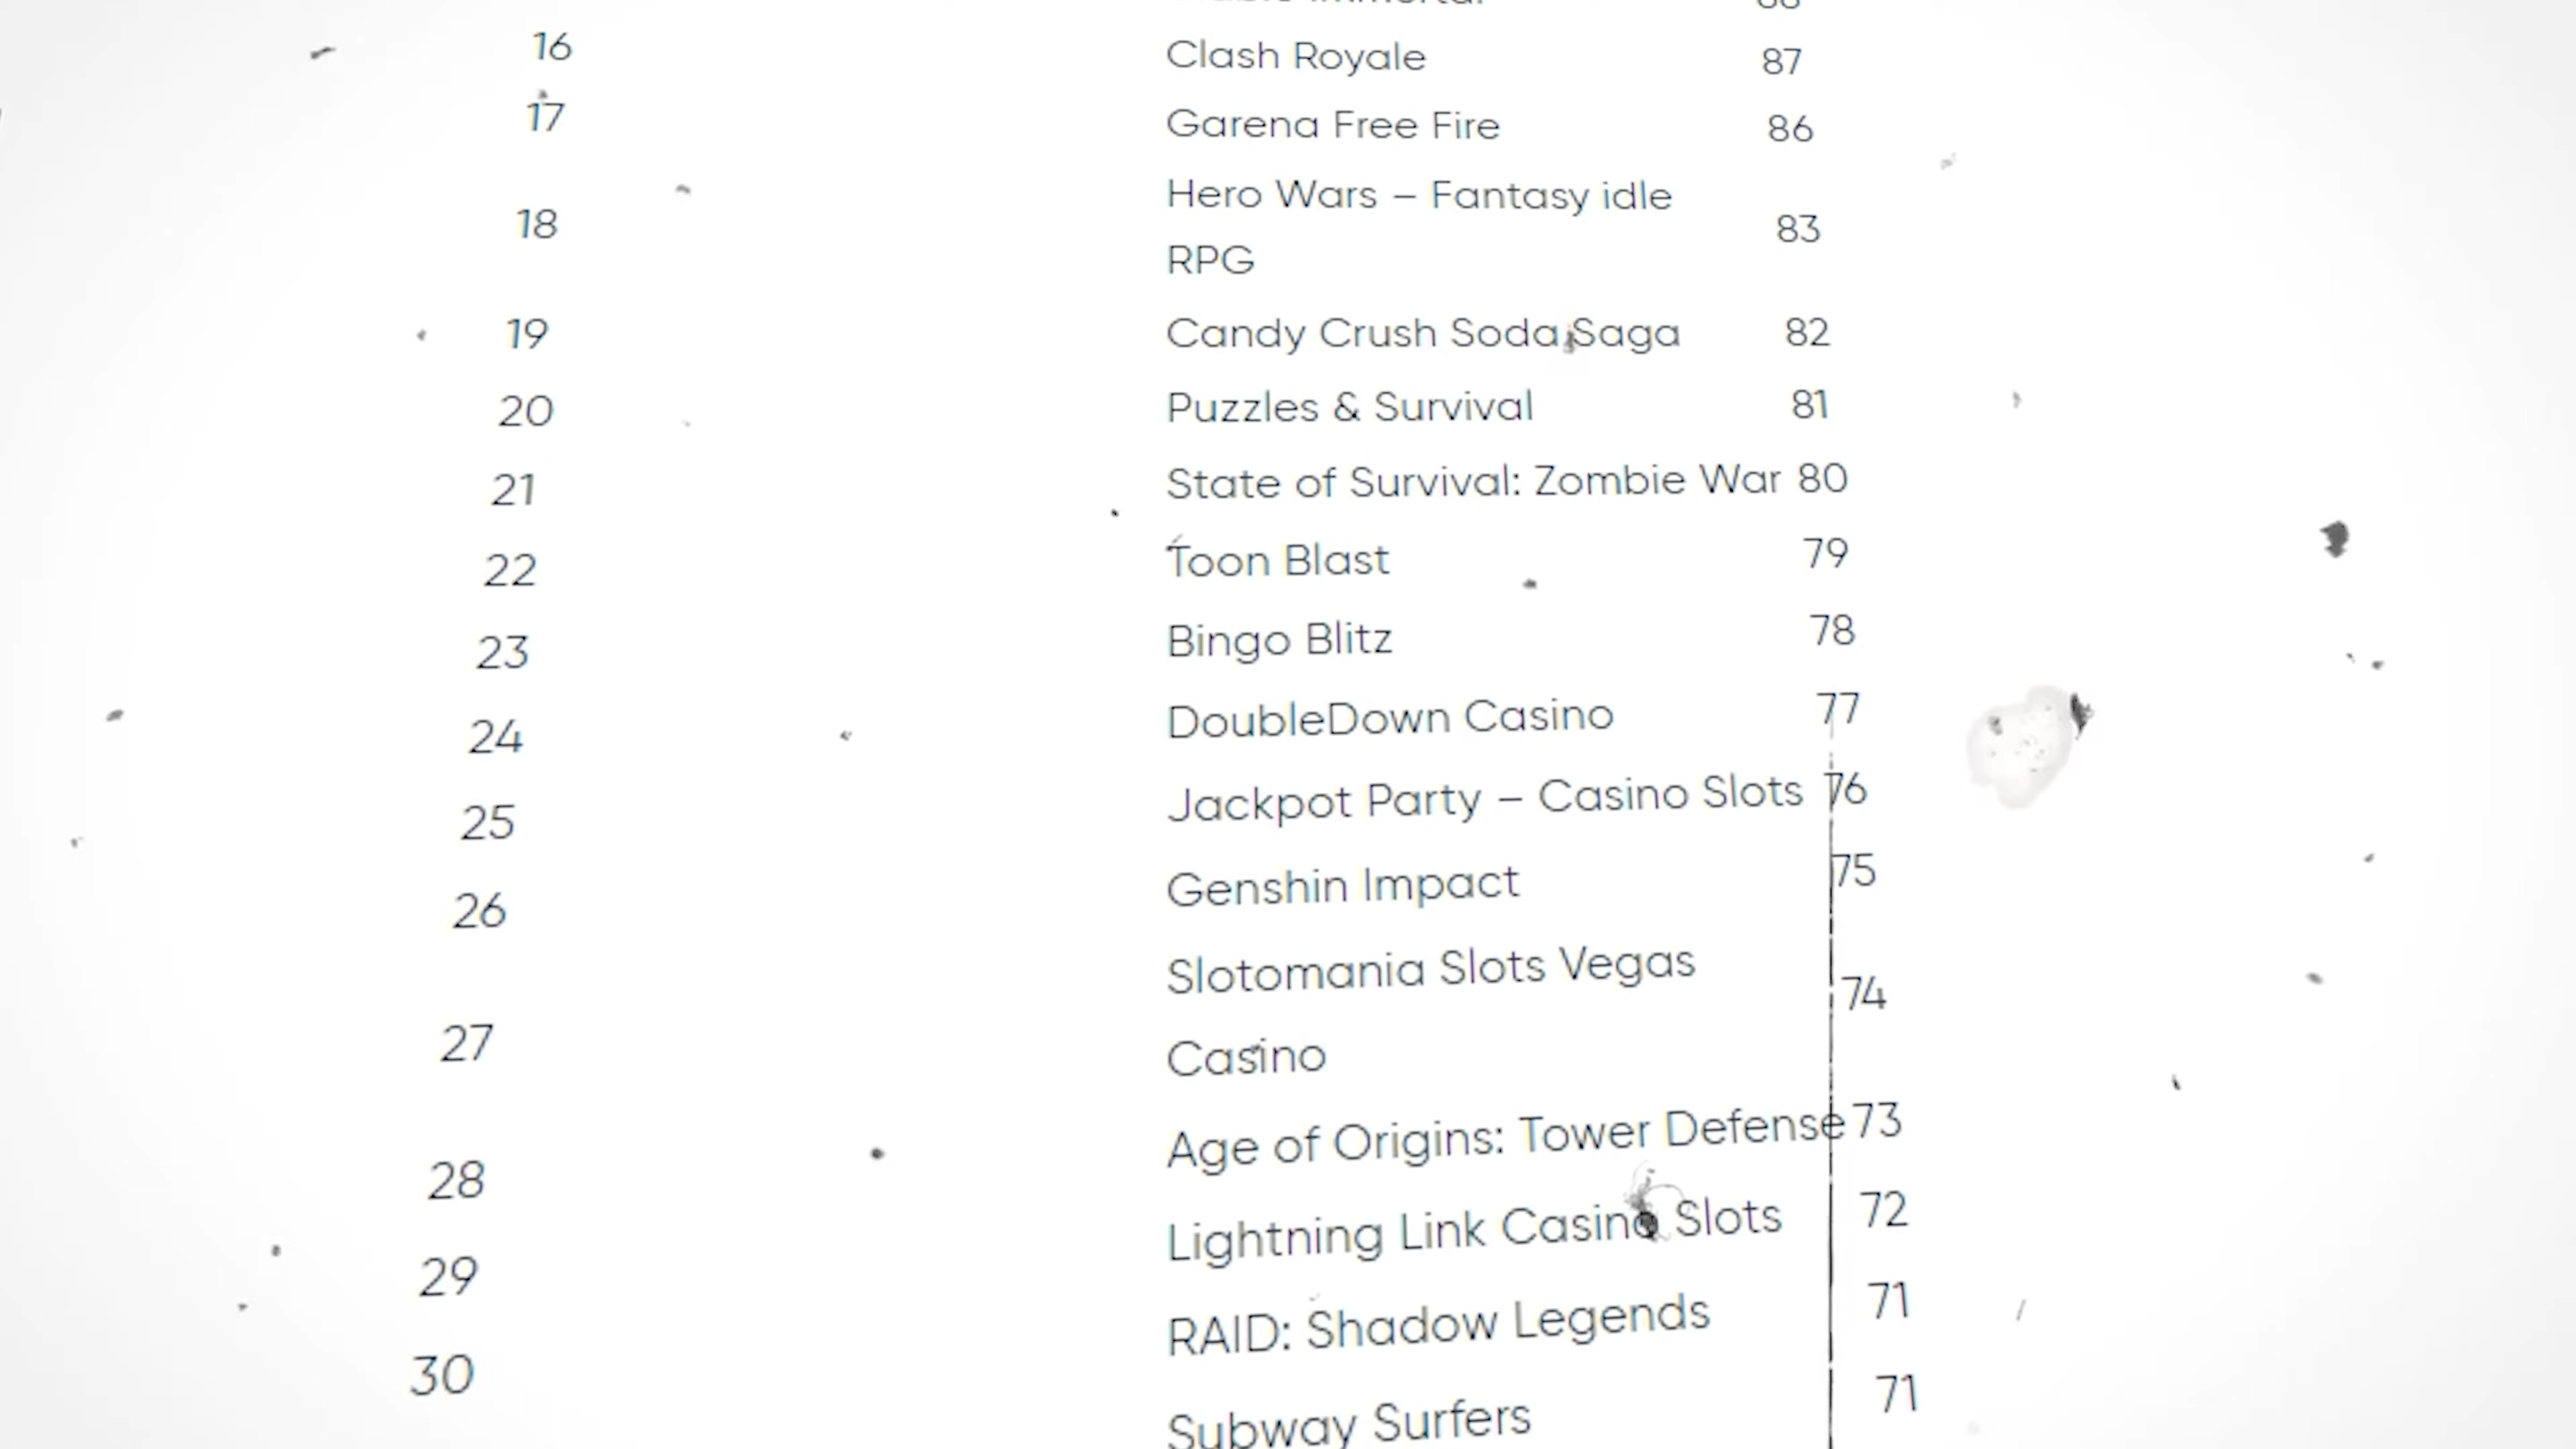 16 Clash Royale 87
17 Garena Free Fire 86
18 Hero Wars – Fantasy idle 83
RPG
19 Candy Crush Soda Saga 82
20 Puzzles & Survival 81
21 State of Survival: Zombie War 80
22 Toon Blast 79
23 Bingo Blitz 78
24 DoubleDown Casino 77
25 Jackpot Party – Casino Slots 76
26 Genshin Impact 75
27 Slotomania Slots Vegas 74
Casino
28 Age of Origins: Tower Defense 73
29 Lightning Link Casino Slots 72
30 RAID: Shadow Legends 71
Subway Surfers 71